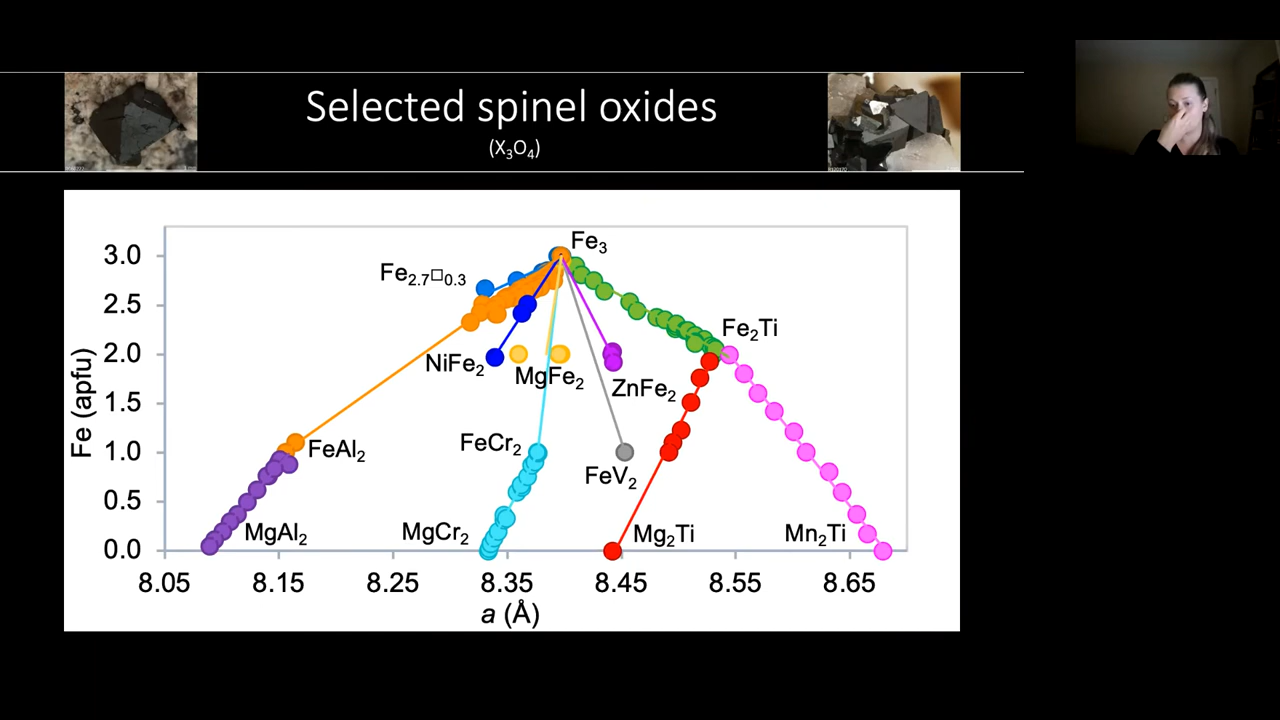 Selected spinel oxides
(X₃O₄)
Fe (apfu)
3.0
2.5
2.0
1.5
1.0
0.5
0.0
Fe₃
Fe₂.₇□₀.₃
Fe₂Ti
NiFe₂
MgFe₂
ZnFe₂
FeAl₂
FeCr₂
FeV₂
MgAl₂
MgCr₂
Mg₂Ti
Mn₂Ti
8.05 8.15 8.25 8.35 8.45 8.55 8.65
a (Å)